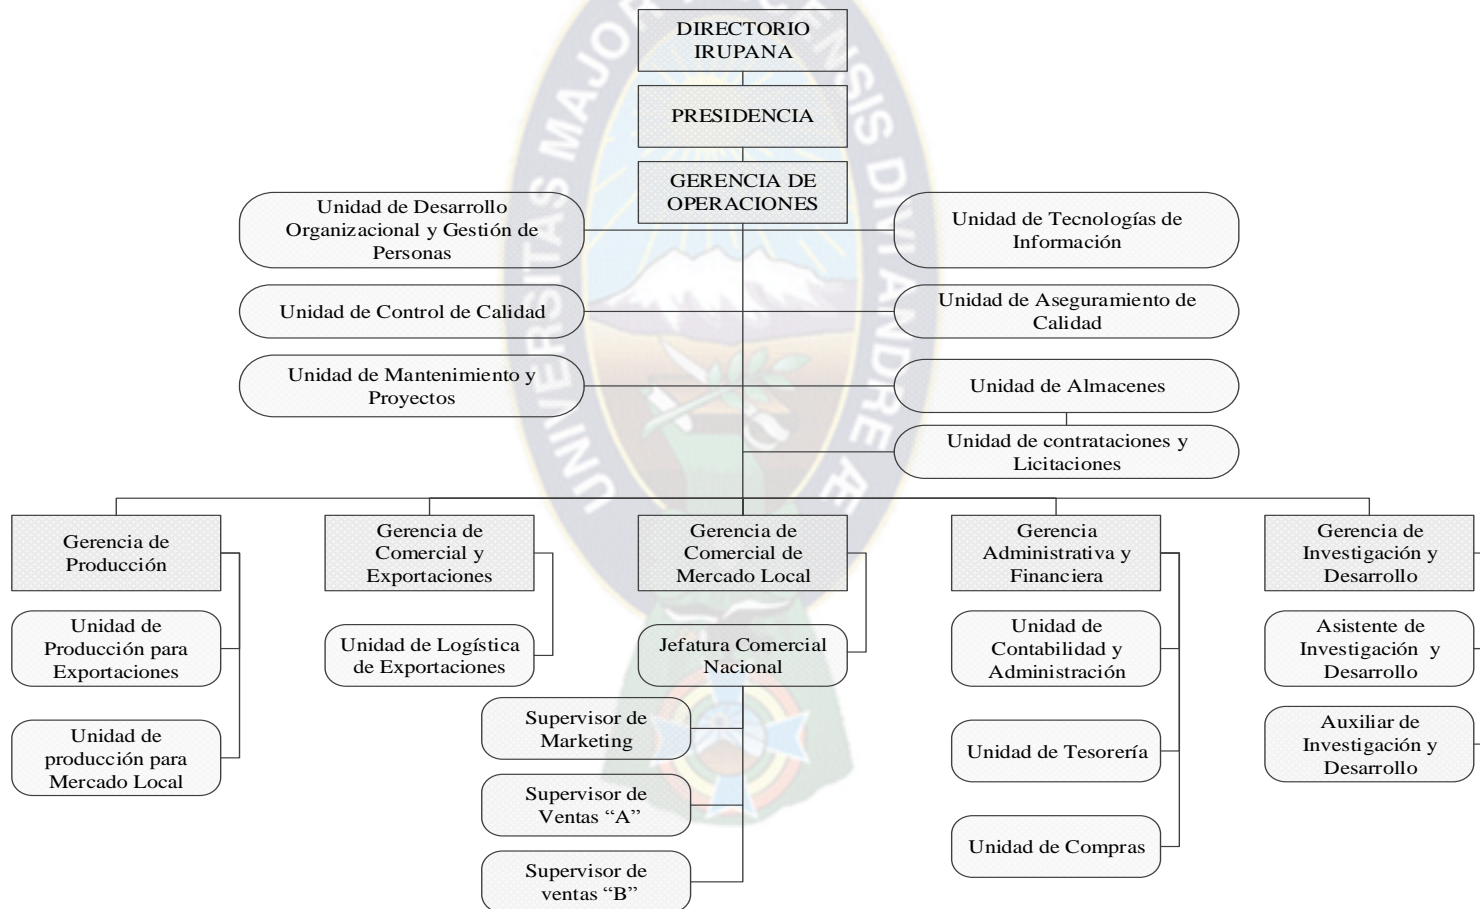 DIRECTORIO
IRUPANA
PRESIDENCIA
GERENCIA DE
OPERACIONES
Unidad de Desarrollo
Organizacional y Gestión de
Personas
Unidad de Tecnologías de
Información
Unidad de Control de Calidad
Unidad de Aseguramiento de
Calidad
Unidad de Mantenimiento y
Proyectos
Unidad de Almacenes
Unidad de contrataciones y
Licitaciones
Gerencia de
Producción
Gerencia de
Comercial y
Exportaciones
Gerencia de
Comercial de
Mercado Local
Gerencia
Administrativa y
Financiera
Gerencia de
Investigación y
Desarrollo
Unidad de
Producción para
Exportaciones
Unidad de Logística
de Exportaciones
Jefatura Comercial
Nacional
Unidad de
Contabilidad y
Administración
Asistente de
Investigación y
Desarrollo
Unidad de
producción para
Mercado Local
Supervisor de
Marketing
Unidad de Tesorería
Auxiliar de
Investigación y
Desarrollo
Supervisor de
Ventas “A”
Unidad de Compras
Supervisor de
ventas “B”
UNIVERSITAS MAJOR PACENSIS DIVI ANDRE Æ